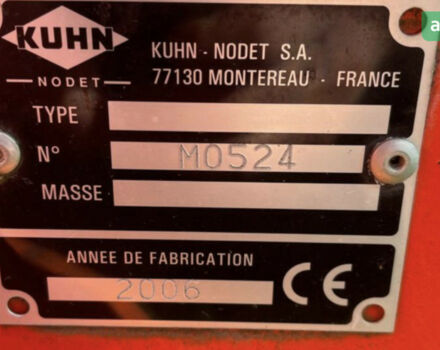 KUHN
NODET
KUHN - NODET S.A.
77130 MONTEREAU - FRANCE
TYPE
N° M0524
MASSE
ANNEE DE FABRICATION
2006
CE
a